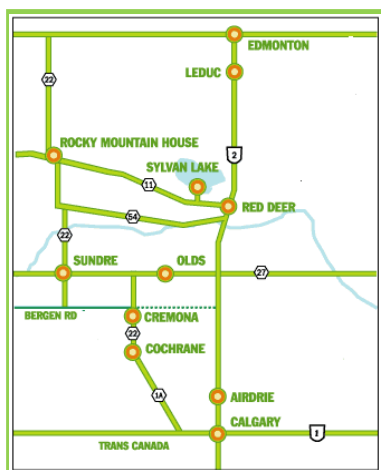 EDMONTON
LEDUC
22
ROCKY MOUNTAIN HOUSE
2
SYLVAN LAKE
11
RED DEER
54
22
SUNDRE
OLDS
27
BERGEN RD
CREMONA
22
COCHRANE
1A
AIRDRIE
CALGARY
1
TRANS CANADA